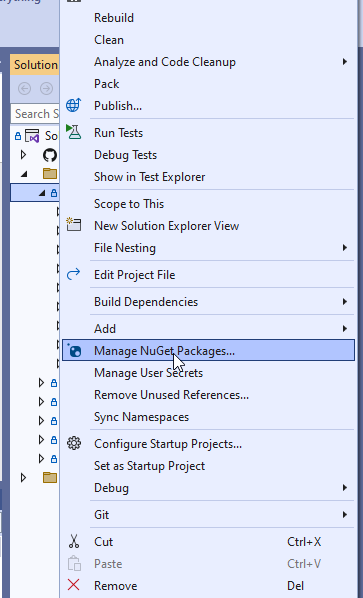 erything
Rebuild
Clean
Analyze and Code Cleanup
Solution
Pack
Publish...
Search S
Run Tests
So
Debug Tests
Show in Test Explorer
Scope to This
New Solution Explorer View
File Nesting
Edit Project File
Build Dependencies
Add
Manage NuGet Packages...
Manage User Secrets
Remove Unused References...
Sync Namespaces
Configure Startup Projects...
Set as Startup Project
Debug
Git
Cut Ctrl+X
Paste Ctrl+V
Remove Del